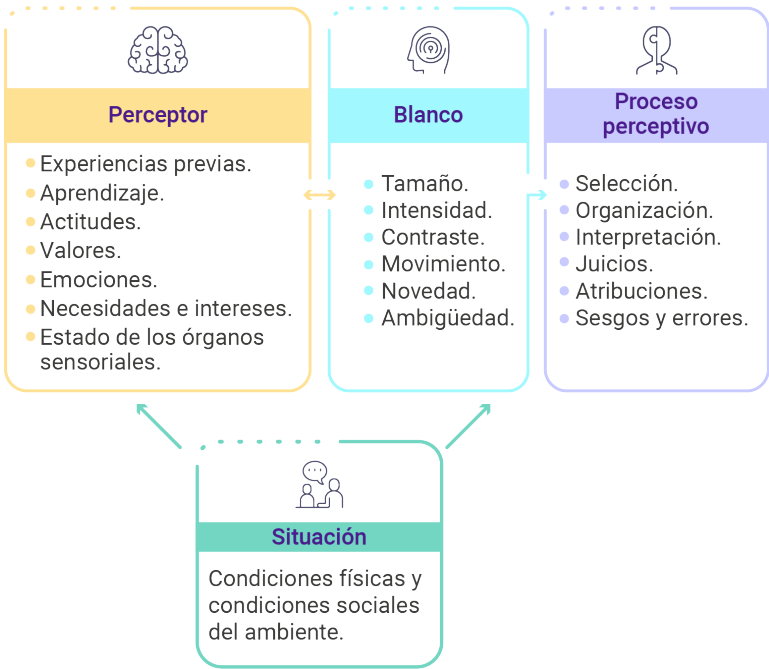 Perceptor
Experiencias previas.
Aprendizaje.
Actitudes.
Valores.
Emociones.
Necesidades e intereses.
Estado de los órganos
sensoriales.
Blanco
Tamaño.
Intensidad.
Contraste.
Movimiento.
Novedad.
Ambigüedad.
Proceso
perceptivo
Selección.
Organización.
Interpretación.
Juicios.
Atribuciones.
Sesgos y errores.
Situación
Condiciones físicas y
condiciones sociales
del ambiente.